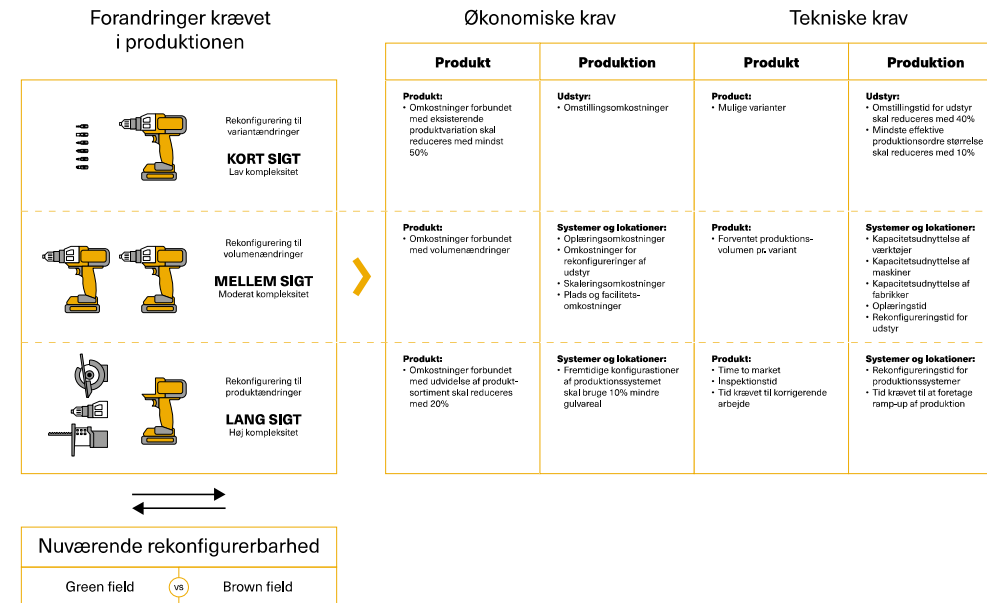 Forandringer krævet
i produktionen
Økonomiske krav
Tekniske krav
Produkt
Produktion
Produkt
Produktion
Rekonfigurering til
variantændringer
KORT SIGT
Lav kompleksitet
Produkt:
• Omkostninger forbundet
med eksisterende
produktvariation skal
reduceres med mindst
50%
Udstyr:
• Omstillingsomkostninger
Product:
• Mulige varianter
Udstyr:
• Omstillingstid for udstyr
skal reduceres med 40%
• Mindste effektive
produktionsordre størrelse
skal reduceres med 10%
Rekonfigurering til
volumenændringer
MELLEM SIGT
Moderat kompleksitet
Produkt:
• Omkostninger forbundet
med volumenændringer
Systemer og lokationer:
• Oplæringsomkostninger
• Omkostninger for
rekonfigureringer af
udstyr
• Skaleringsomkostninger
• Plads og facilitets-
omkostninger
Produkt:
• Forventet produktions-
volumen pr. variant
Systemer og lokationer:
• Kapacitetsudnyttelse af
værktøjer
• Kapacitetsudnyttelse af
maskiner
• Kapacitetsudnyttelse af
fabrikker
• Oplæringstid
• Rekonfigureringstid for
udstyr
Rekonfigurering til
produktændringer
LANG SIGT
Høj kompleksitet
Produkt:
• Omkostninger forbundet
med udvidelse af produkt-
sortiment skal reduceres
med 20%
Systemer og lokationer:
• Fremtidige konfigurastioner
af produktionssystemet
skal bruge 10% mindre
gulvareal
Produkt:
• Time to market
• Inspektionstid
• Tid krævet til korrigerende
arbejde
Systemer og lokationer:
• Rekonfigureringstid for
produktionssystemer
• Tid krævet til at foretage
ramp-up af produktion
Nuværende rekonfigurerbarhed
Green field
vs
Brown field